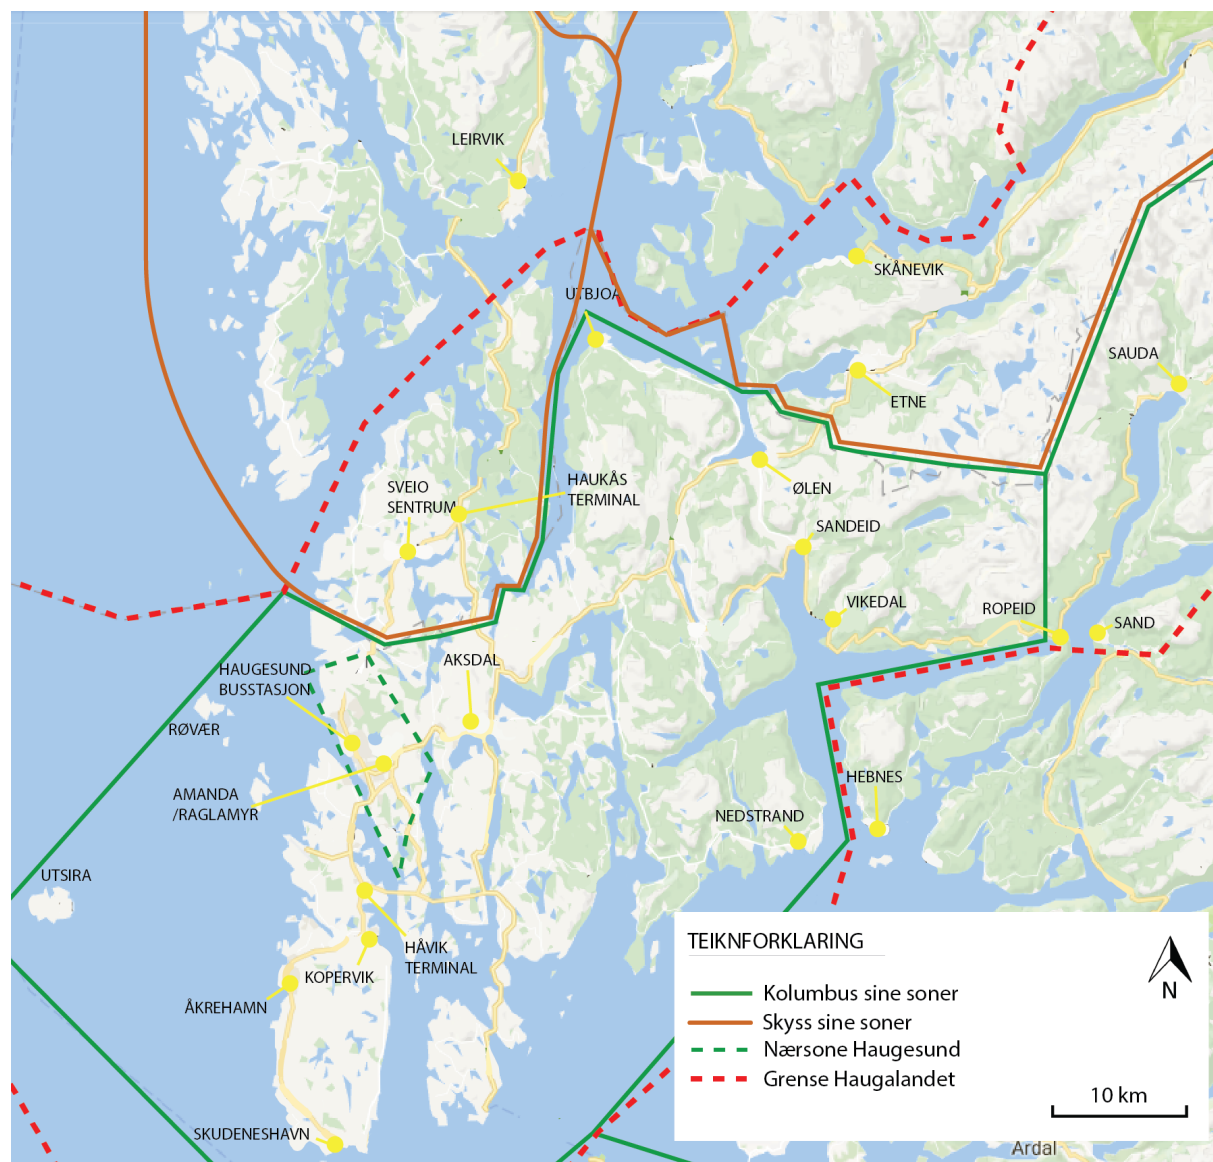 LEIRVIK
SKÅNEVIK
UTBJOA
SAUDA
ETNE
HAUKÅS
TERMINAL
SVEIO
SENTRUM
ØLEN
SANDEID
VIKEDAL
ROPEID
SAND
AKSDAL
HAUGESUND
BUSSTASJON
RØVÆR
HEBNES
AMANDA
/RAGLAMYR
NEDSTRAND
UTSIRA
HÅVIK
TERMINAL
KOPERVIK
ÅKREHAMN
SKUDENESHAVN
TEIKNFORKLARING
N
Kolumbus sine soner
Skyss sine soner
Nærsone Haugesund
Grense Haugalandet
10 km
Årdal